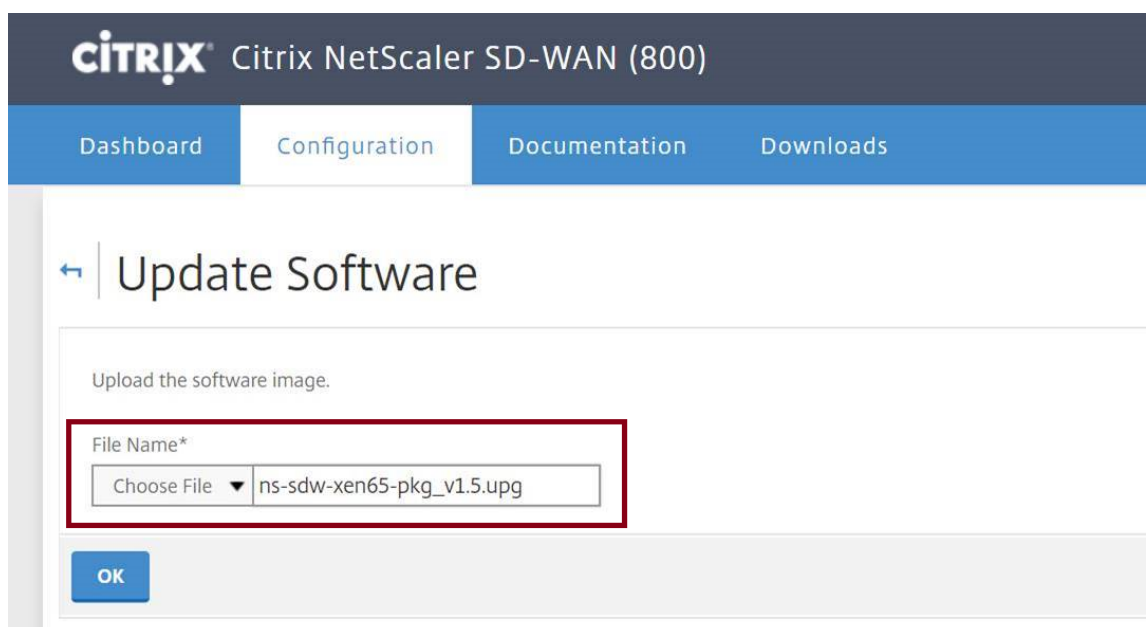 CITRIX® Citrix NetScaler SD-WAN (800)
Dashboard Configuration Documentation Downloads
Update Software
Upload the software image.
File Name*
Choose File ns-sdw-xen65-pkg_v1.5.upg
OK